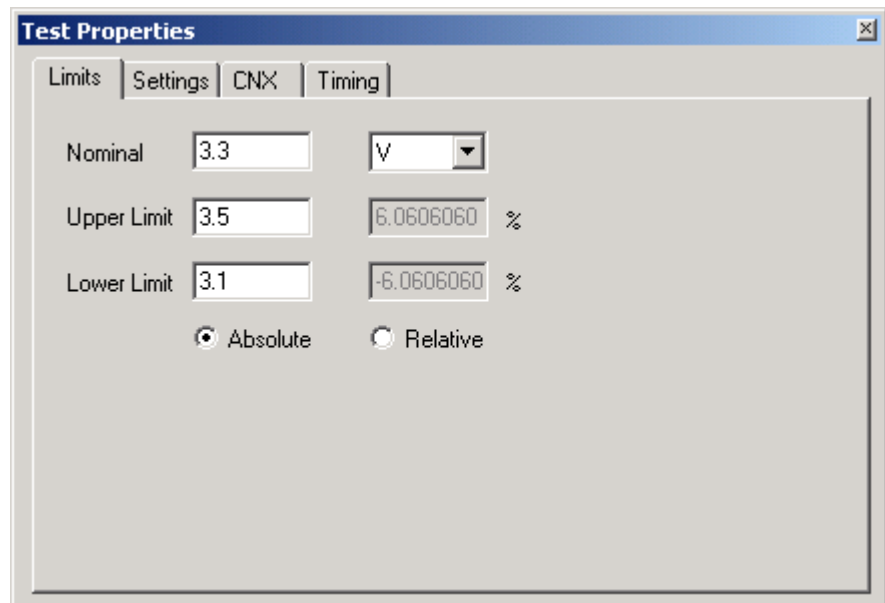 Test Properties
Limits Settings CNX Timing
Nominal 3.3 V
Upper Limit 3.5 6.0606060 %
Lower Limit 3.1 -6.0606060 %
Absolute Relative